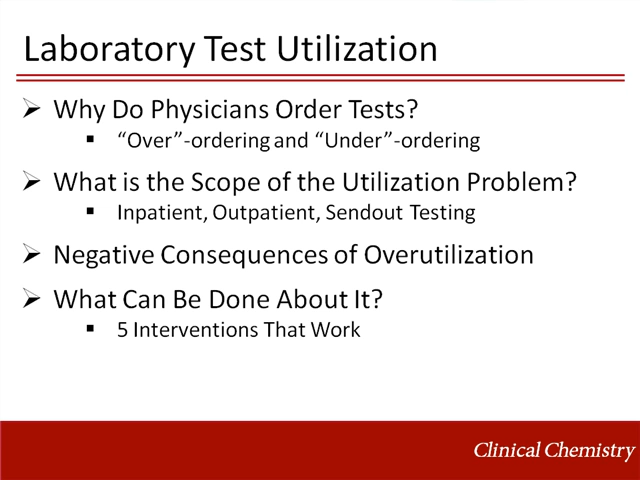 Laboratory Test Utilization
Why Do Physicians Order Tests?
“Over”-ordering and “Under”-ordering
What is the Scope of the Utilization Problem?
Inpatient, Outpatient, Sendout Testing
Negative Consequences of Overutilization
What Can Be Done About It?
5 Interventions That Work
Clinical Chemistry